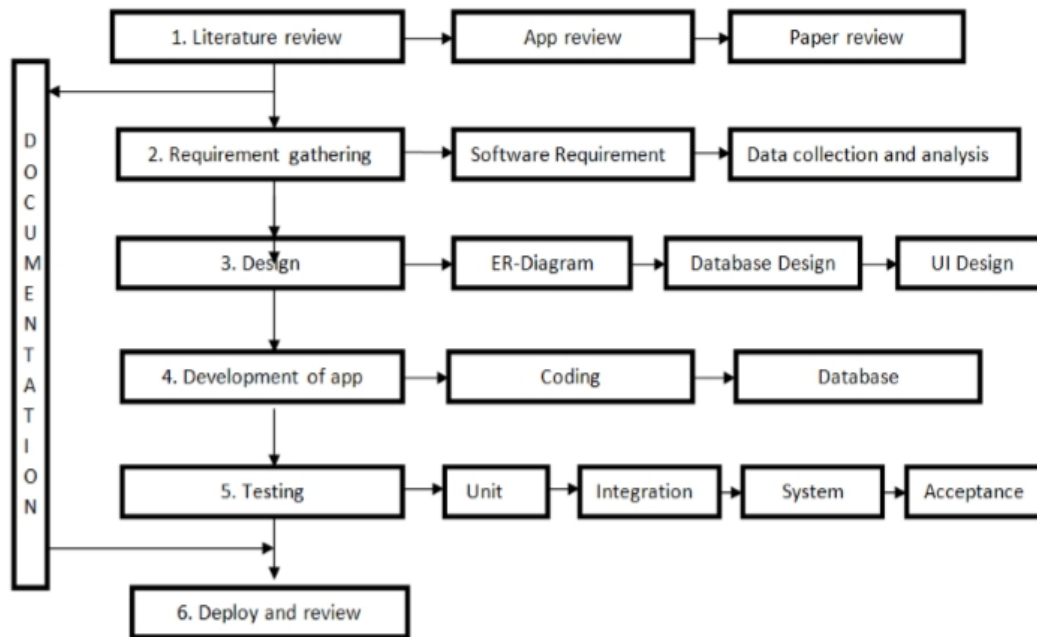 1. Literature review
App review
Paper review
DOCUMENTATION
2. Requirement gathering
Software Requirement
Data collection and analysis
3. Design
ER-Diagram
Database Design
UI Design
4. Development of app
Coding
Database
5. Testing
Unit
Integration
System
Acceptance
6. Deploy and review